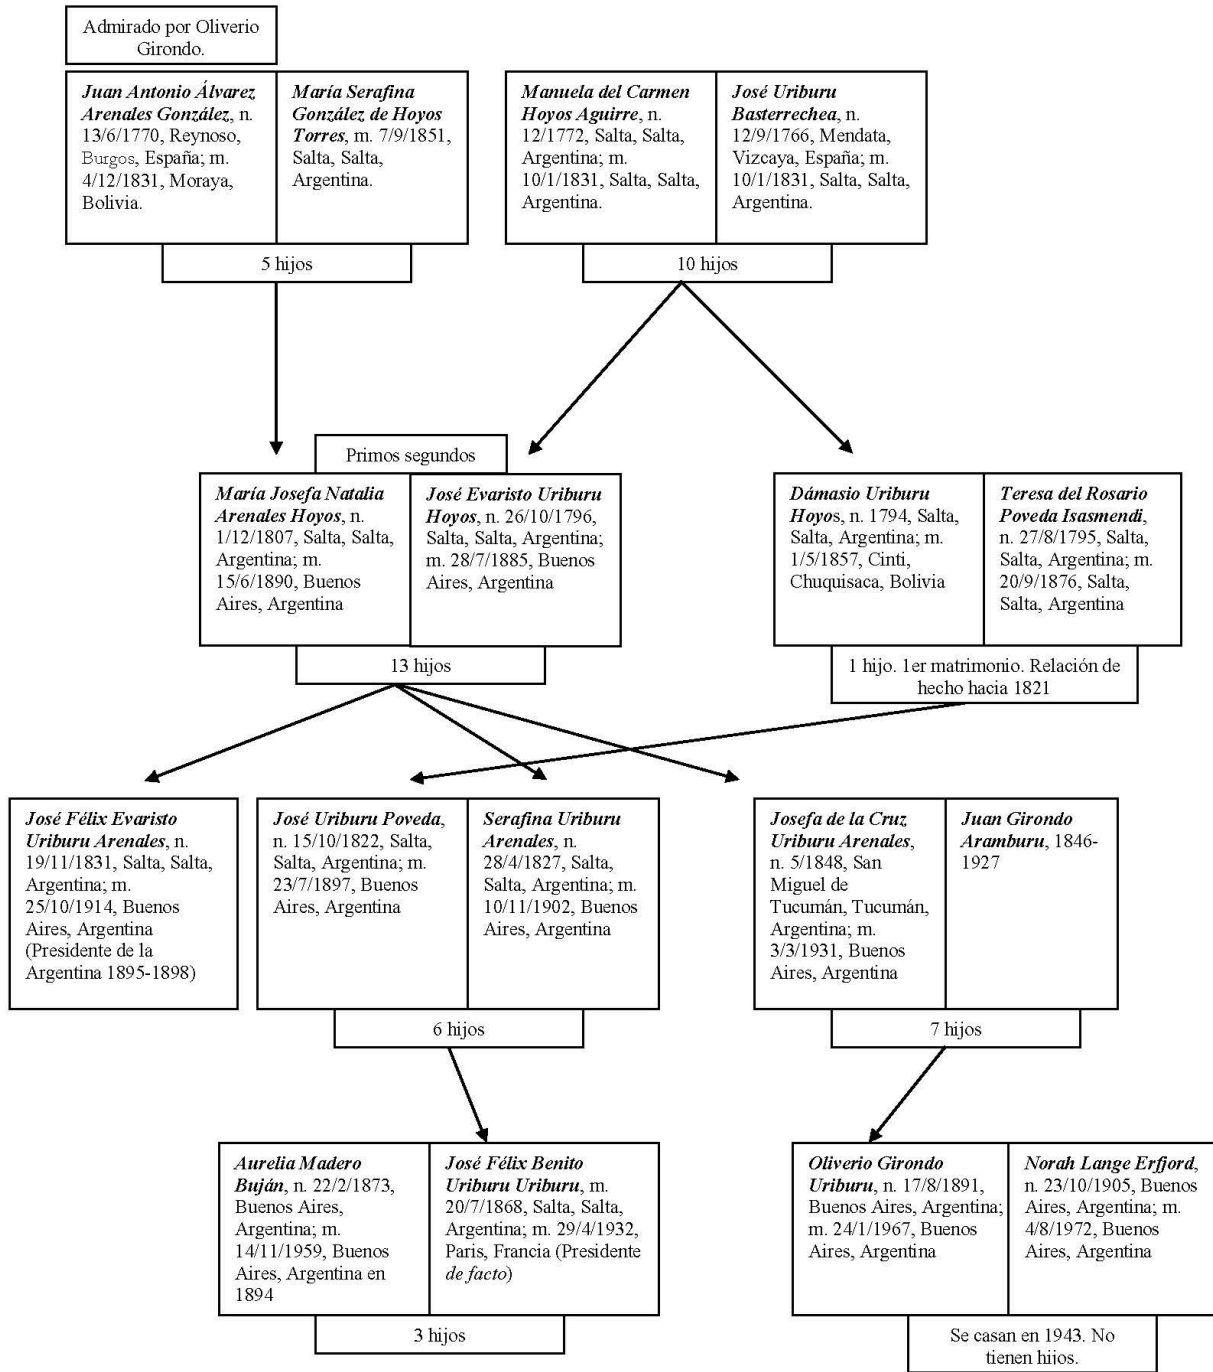 Admirado por Oliverio
Girondo.
Juan Antonio Álvarez
Arenales González, n.
13/6/1770, Reynoso,
Burgos, España; m.
4/12/1831, Moraya,
Bolivia.
María Serafina
González de Hoyos
Torres, m. 7/9/1851,
Salta, Salta,
Argentina.
5 hijos
Manuela del Carmen
Hoyos Aguirre, n.
12/1772, Salta, Salta,
Argentina; m.
10/1/1831, Salta, Salta,
Argentina.
José Uriburu
Basterrechea, n.
12/9/1766, Mendata,
Vizcaya, España; m.
10/1/1831, Salta, Salta,
Argentina.
10 hijos
Primos segundos
María Josefa Natalia
Arenales Hoyos, n.
1/12/1807, Salta, Salta,
Argentina; m.
15/6/1890, Buenos
Aires, Argentina
José Evaristo Uriburu
Hoyos, n. 26/10/1796,
Salta, Salta, Argentina;
m. 28/7/1885, Buenos
Aires, Argentina
13 hijos
Dámasio Uriburu
Hoyos, n. 1794, Salta,
Salta, Argentina; m.
1/5/1857, Cinti,
Chuquisaca, Bolivia
Teresa del Rosario
Poveda Isasmendi,
n. 27/8/1795, Salta,
Salta, Argentina; m.
20/9/1876, Salta,
Salta, Argentina
1 hijo. 1er matrimonio. Relación de
hecho hacia 1821
José Félix Evaristo
Uriburu Arenales, n.
19/11/1831, Salta, Salta,
Argentina; m.
25/10/1914, Buenos
Aires, Argentina
(Presidente de la
Argentina 1895-1898)
José Uriburu Poveda,
n. 15/10/1822, Salta,
Salta, Argentina; m.
23/7/1897, Buenos
Aires, Argentina
Serafina Uriburu
Arenales, n.
28/4/1827, Salta,
Salta, Argentina; m.
10/11/1902, Buenos
Aires, Argentina
6 hijos
Josefa de la Cruz
Uriburu Arenales,
n. 5/1848, San
Miguel de
Tucumán, Tucumán,
Argentina; m.
3/3/1931, Buenos
Aires, Argentina
Juan Girondo
Aramburu, 1846-
1927
7 hijos
Aurelia Madero
Buján, n. 22/2/1873,
Buenos Aires,
Argentina; m.
14/11/1959, Buenos
Aires, Argentina en
1894
José Félix Benito
Uriburu Uriburu, m.
20/7/1868, Salta, Salta,
Argentina; m. 29/4/1932,
Paris, Francia (Presidente
de facto)
3 hijos
Oliverio Girondo
Uriburu, n. 17/8/1891,
Buenos Aires, Argentina;
m. 24/1/1967, Buenos
Aires, Argentina
Norah Lange Erfjord,
n. 23/10/1905, Buenos
Aires, Argentina; m.
4/8/1972, Buenos
Aires, Argentina
Se casan en 1943. No
tienen hijos.